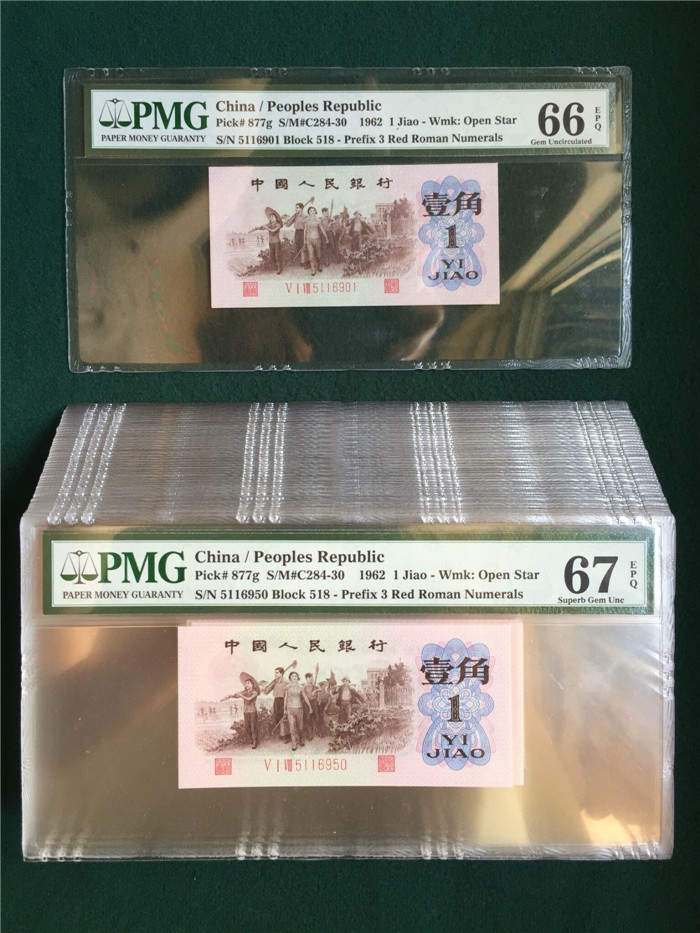 PMG
PAPER MONEY GUARANTY
China / Peoples Republic
Pick# 877g S/M#C284-30 1962 1 Jiao - Wmk: Open Star
S/N 5116901 Block 518 - Prefix 3 Red Roman Numerals
66 EPQ
Gem Uncirculated
中國人民銀行
壹角
1
YI
JIAO
V I VIII 5116901
PMG
PAPER MONEY GUARANTY
China / Peoples Republic
Pick# 877g S/M#C284-30 1962 1 Jiao - Wmk: Open Star
S/N 5116950 Block 518 - Prefix 3 Red Roman Numerals
67 EPQ
Superb Gem Unc
中國人民銀行
壹角
1
YI
JIAO
V I VIII 5116950